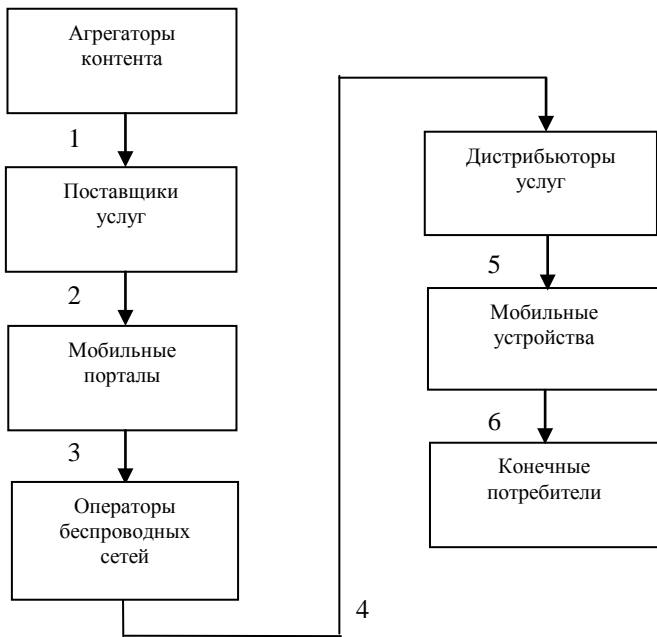 Агрегаторы
контента
1
Поставщики
услуг
2
Мобильные
порталы
3
Операторы
беспроводных
сетей
4
Дистрибьюторы
услуг
5
Мобильные
устройства
6
Конечные
потребители